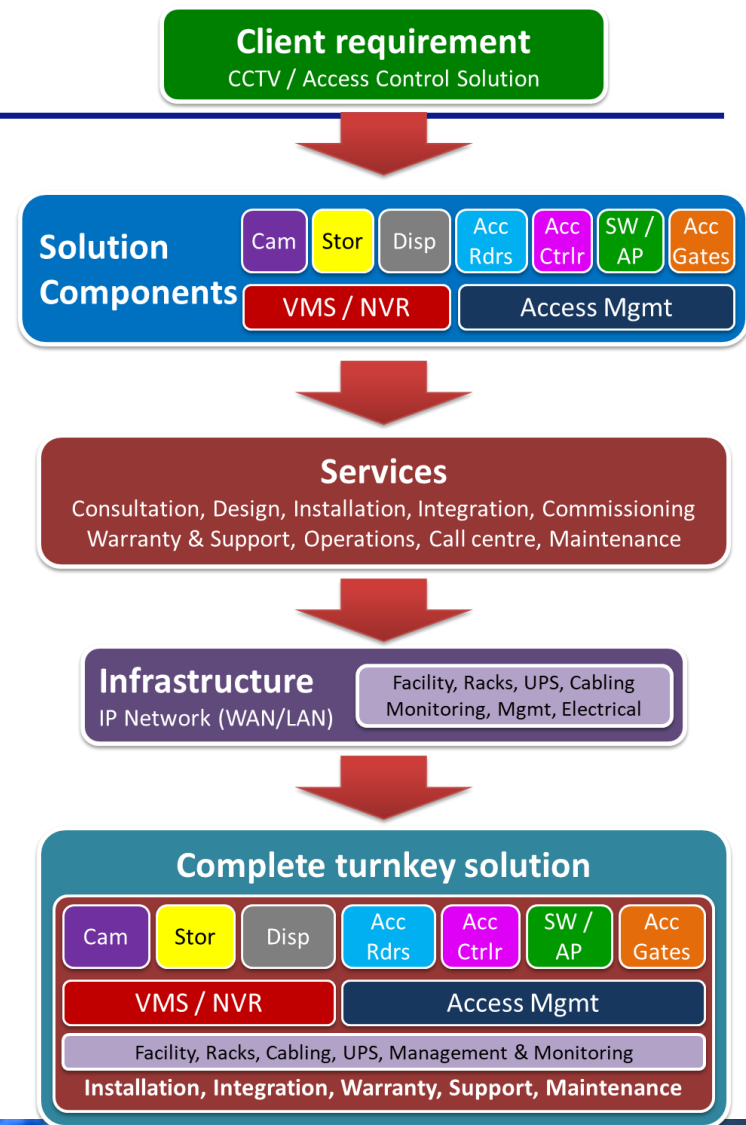 Client requirement
CCTV / Access Control Solution
Solution
Components
Cam
Stor
Disp
Acc
Rdrs
Acc
Ctrlr
SW /
AP
Acc
Gates
VMS / NVR
Access Mgmt
Services
Consultation, Design, Installation, Integration, Commissioning
Warranty & Support, Operations, Call centre, Maintenance
Infrastructure
IP Network (WAN/LAN)
Facility, Racks, UPS, Cabling
Monitoring, Mgmt, Electrical
Complete turnkey solution
Cam
Stor
Disp
Acc
Rdrs
Acc
Ctrlr
SW /
AP
Acc
Gates
VMS / NVR
Access Mgmt
Facility, Racks, Cabling, UPS, Management & Monitoring
Installation, Integration, Warranty, Support, Maintenance